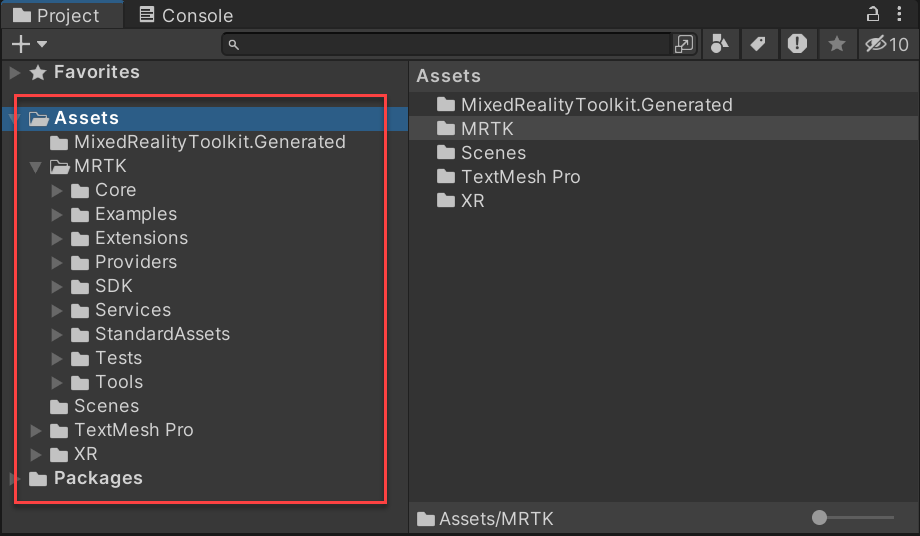 Project
Console
10
Favorites
Assets
MixedRealityToolkit.Generated
MRTK
Core
Examples
Extensions
Providers
SDK
Services
StandardAssets
Tests
Tools
Scenes
TextMesh Pro
XR
Packages
Assets
MixedRealityToolkit.Generated
MRTK
Scenes
TextMesh Pro
XR
Assets/MRTK